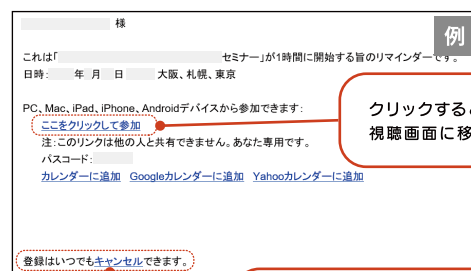 様
例
これは「 セミナー」が1時間に開始する旨のリマインダーです。
日時: 年 月 日 大阪、札幌、東京
PC、Mac、iPad、iPhone、Androidデバイスから参加できます:
ここをクリックして参加
注:このリンクは他の人と共有できません。あなた専用です。
パスコード:
カレンダーに追加 Googleカレンダーに追加 Yahooカレンダーに追加
クリックする
視聴画面に移
登録はいつでもキャンセルできます。